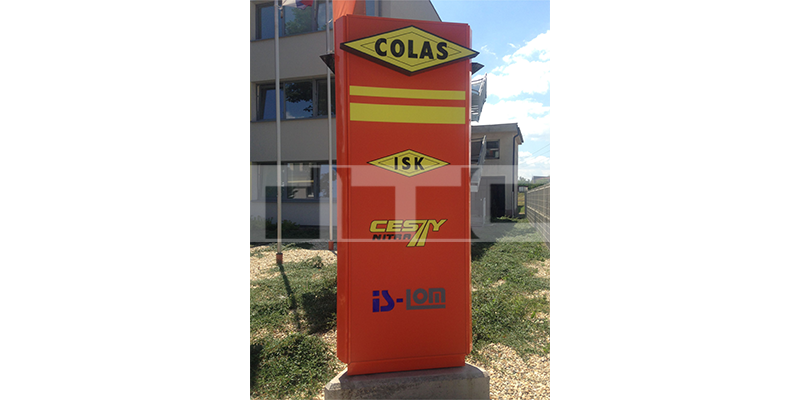 COLAS
ISK
CESTY
NITRA
iS-LOM